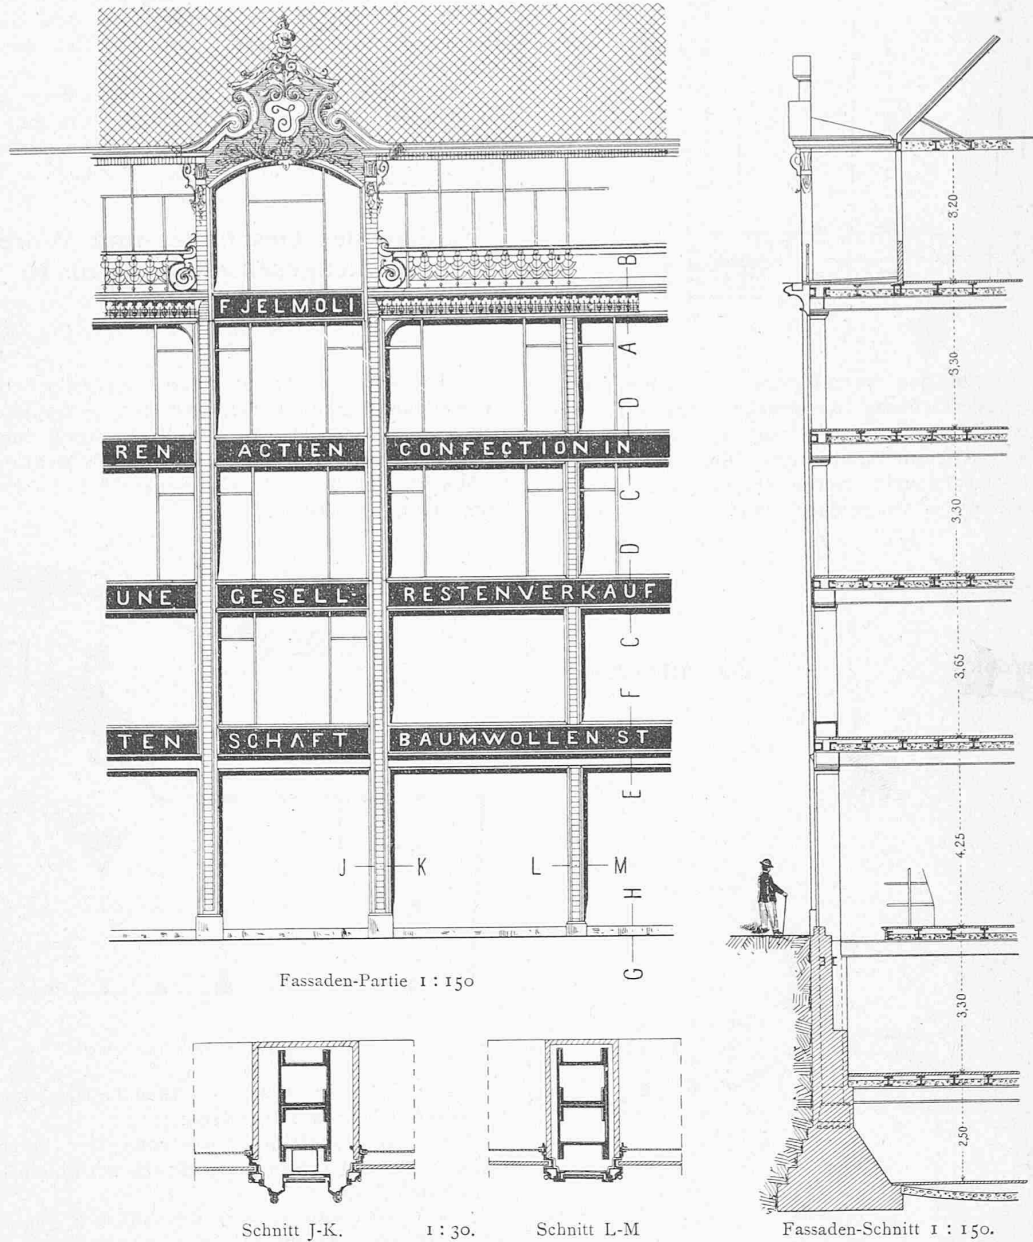 J
F JELMOLI
REN ACTIEN CONFECTION IN
UNE GESELL- RESTENVERKAUF
TEN SCHAFT BAUMWOLLEN ST
B
A
D
C
D
C
F
E
H
G
J K L M
Fassaden-Partie 1 : 150
3,20
3,30
3,30
3,65
4,25
3,30
2,50
Schnitt J-K. 1 : 30. Schnitt L-M
Fassaden-Schnitt 1 : 150.